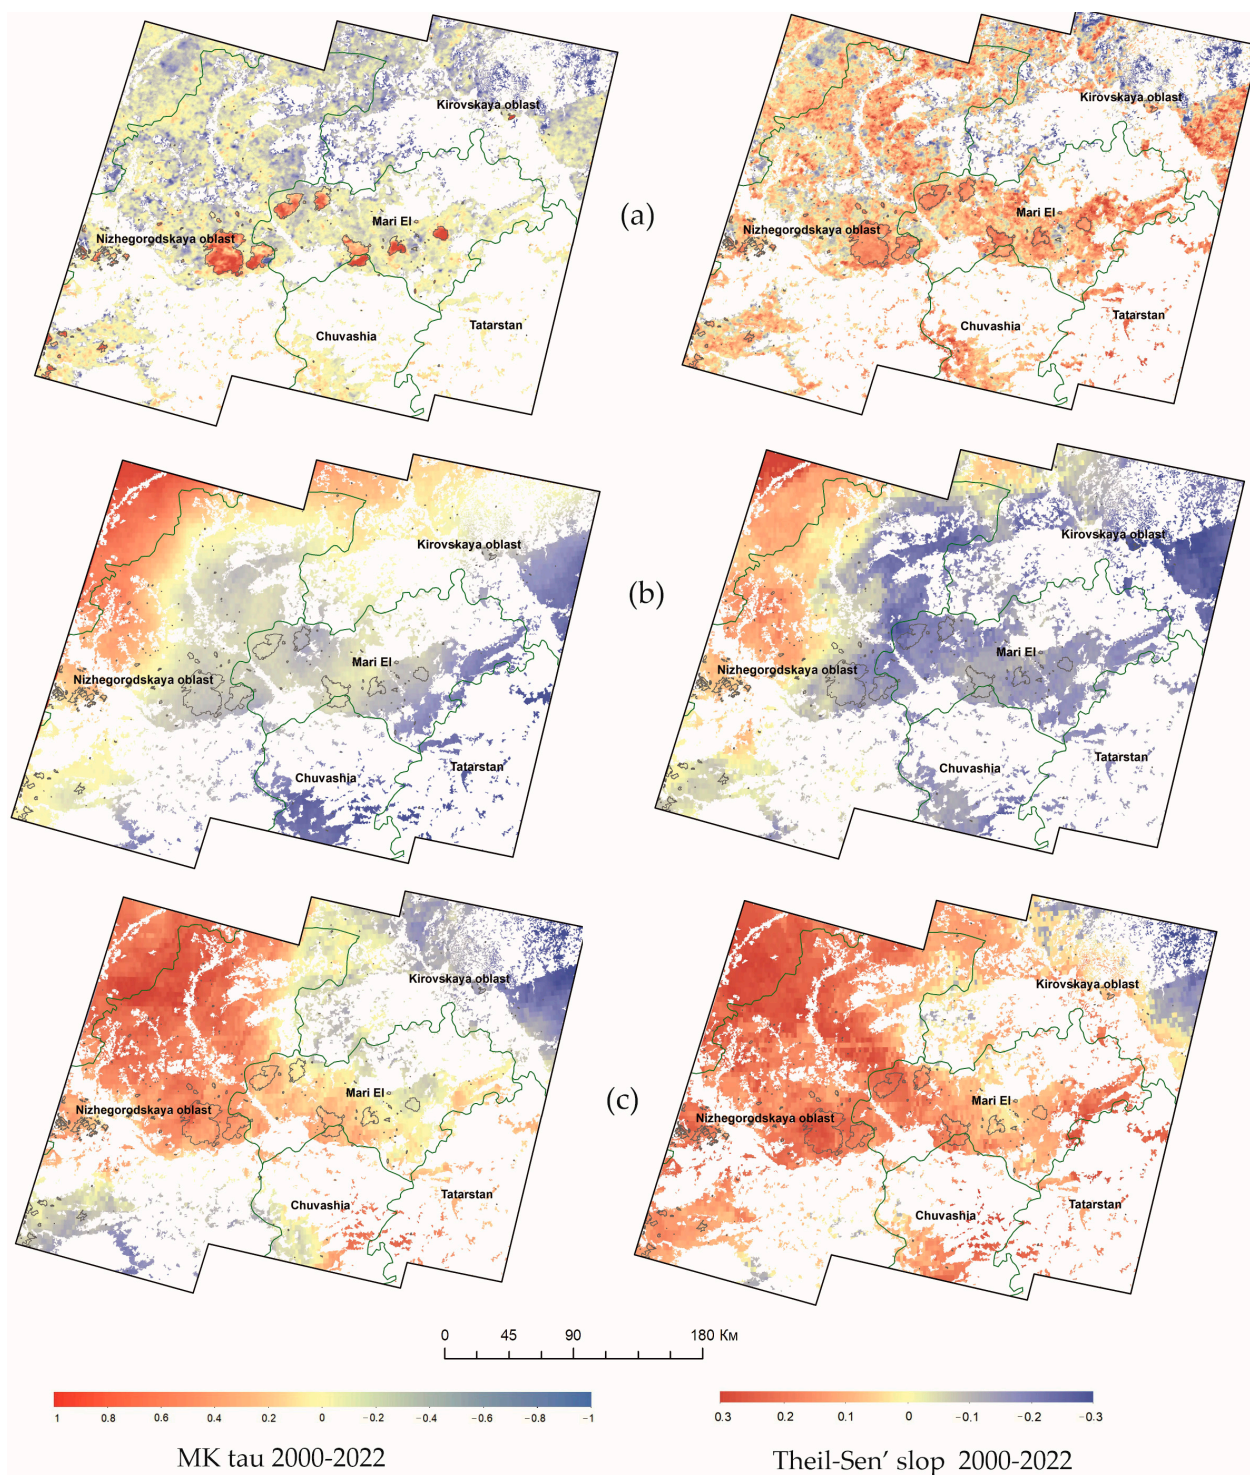 Kirovskaya oblast
Kirovskaya oblast
(a)
Mari El
Mari El
Nizhegorodskaya oblast
Nizhegorodskaya oblast
Chuvashia
Tatarstan
Chuvashia
Tatarstan
Kirovskaya oblast
Kirovskaya oblast
(b)
Mari El
Mari El
Nizhegorodskaya oblast
Nizhegorodskaya oblast
Chuvashia
Tatarstan
Chuvashia
Tatarstan
Kirovskaya oblast
Kirovskaya oblast
(c)
Mari El
Mari El
Nizhegorodskaya oblast
Nizhegorodskaya oblast
Chuvashia
Tatarstan
Chuvashia
Tatarstan
0 45 90 180 Км
1 0.8 0.6 0.4 0.2 0 -0.2 -0.4 -0.6 -0.8 -1
0.3 0.2 0.1 0 -0.1 -0.2 -0.3
MK tau 2000-2022
Theil-Sen’ slop 2000-2022